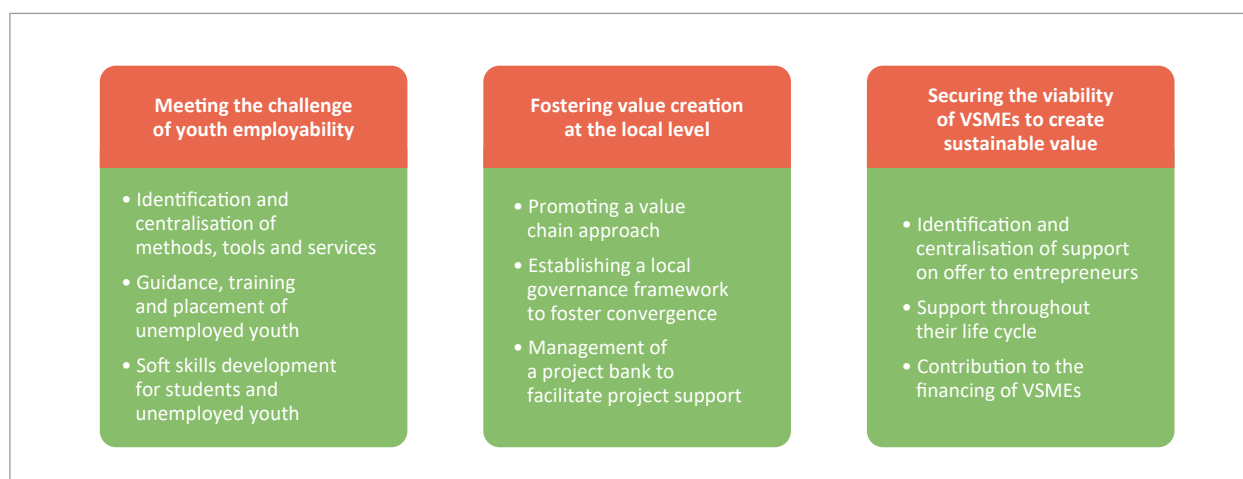 Meeting the challenge
of youth employability
• Identification and
centralisation of
methods, tools and services
• Guidance, training
and placement of
unemployed youth
• Soft skills development
for students and
unemployed youth
Fostering value creation
at the local level
• Promoting a value
chain approach
• Establishing a local
governance framework
to foster convergence
• Management of
a project bank to
facilitate project support
Securing the viability
of VSMEs to create
sustainable value
• Identification and
centralisation of support
on offer to entrepreneurs
• Support throughout
their life cycle
• Contribution to the
financing of VSMEs